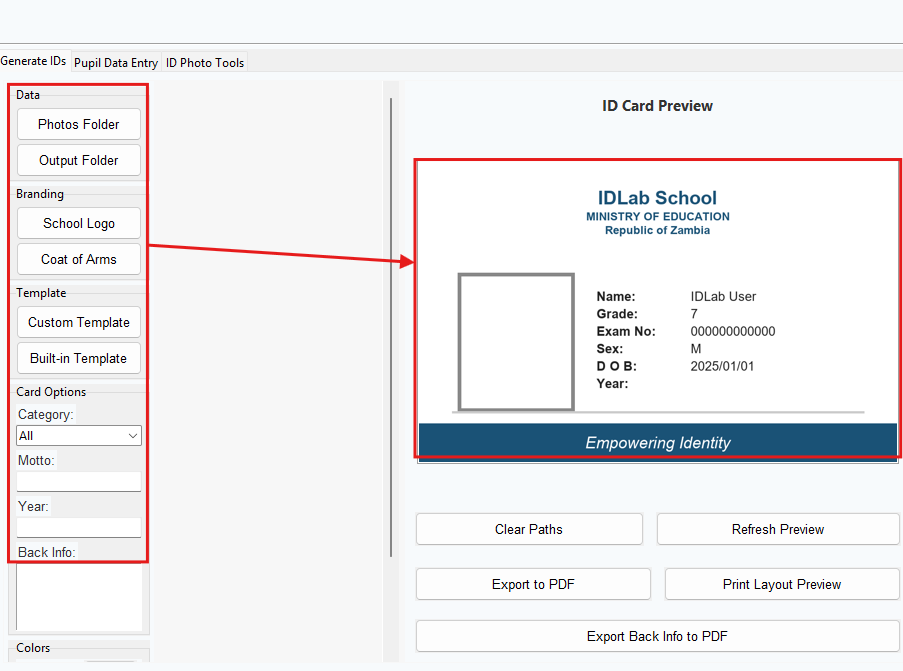 Generate IDs Pupil Data Entry ID Photo Tools
Data
Photos Folder
Output Folder
Branding
School Logo
Coat of Arms
Template
Custom Template
Built-in Template
Card Options
Category:
All
Motto:
Year:
Back Info:
Colors
ID Card Preview
IDLab School
MINISTRY OF EDUCATION
Republic of Zambia
Name: IDLab User
Grade: 7
Exam No: 000000000000
Sex: M
D O B: 2025/01/01
Year:
Empowering Identity
Clear Paths Refresh Preview
Export to PDF Print Layout Preview
Export Back Info to PDF